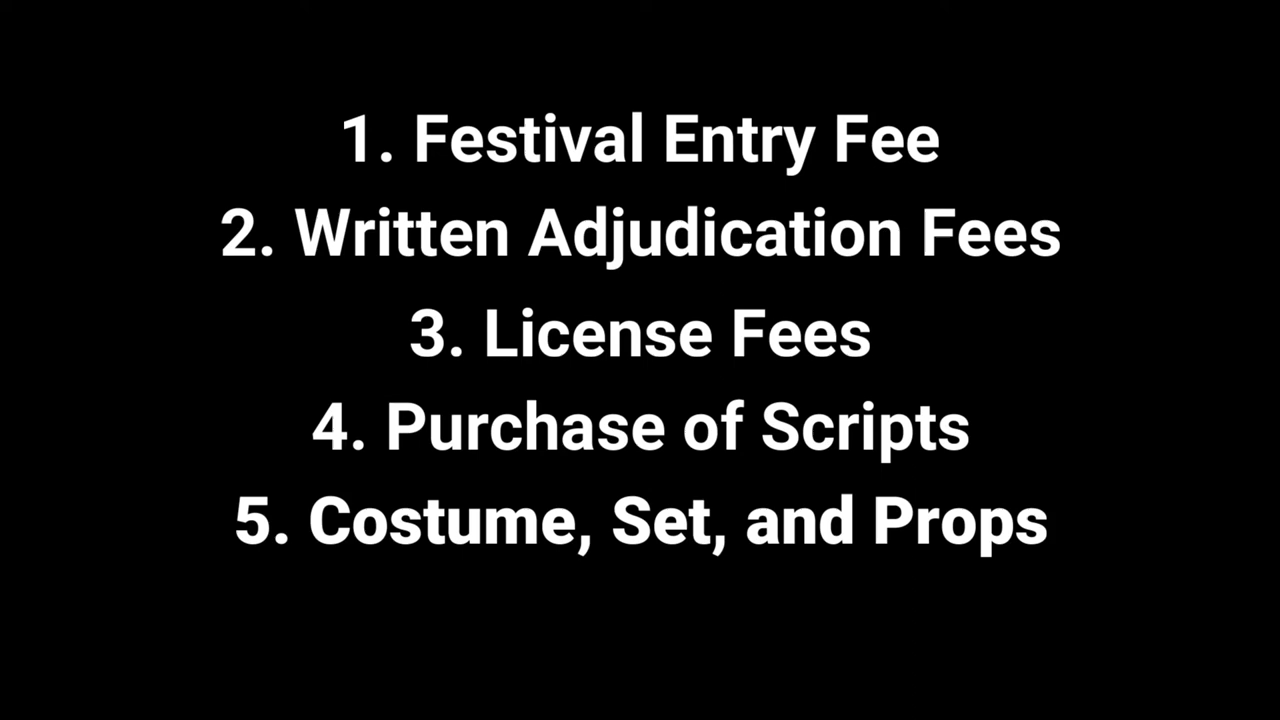 1. Festival Entry Fee
2. Written Adjudication Fees
3. License Fees
4. Purchase of Scripts
5. Costume, Set, and Props